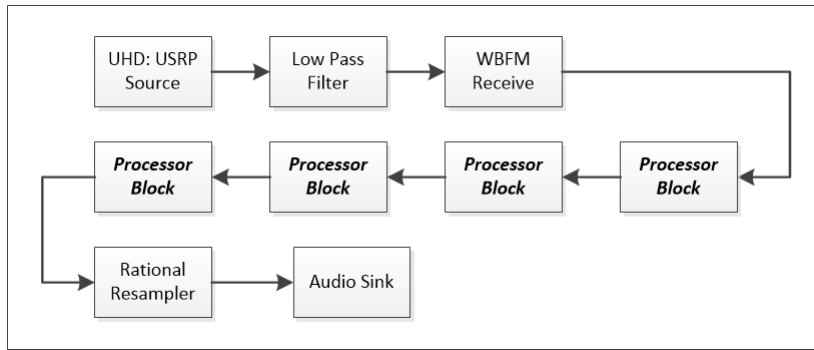 UHD: USRP
Source
Low Pass
Filter
WBFM
Receive
Processor
Block
Processor
Block
Processor
Block
Processor
Block
Rational
Resampler
Audio Sink